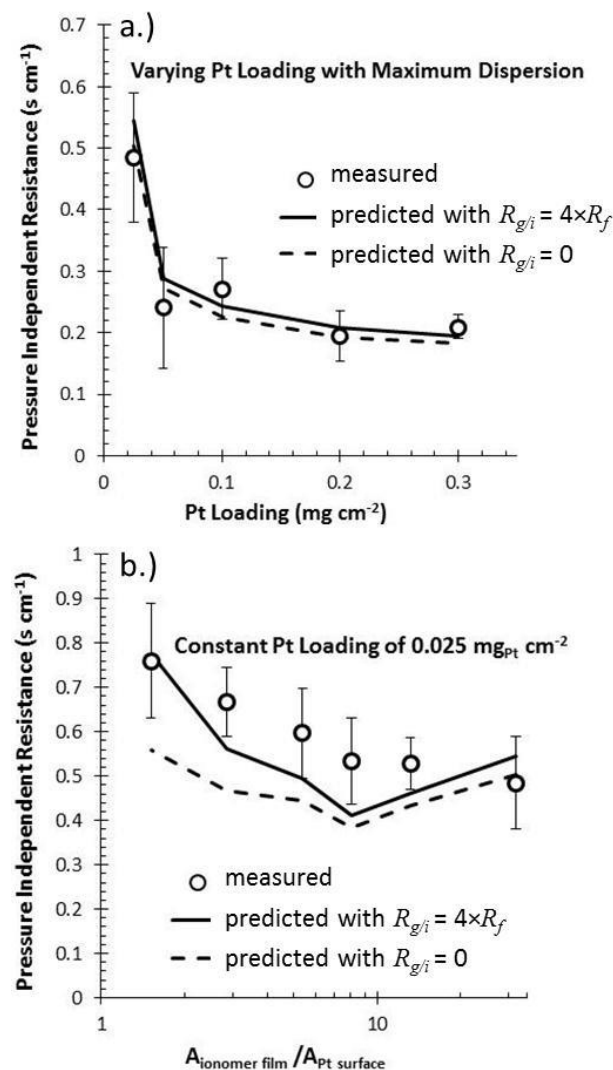 a.)
Varying Pt Loading with Maximum Dispersion
Pressure Independent Resistance (s cm⁻¹)
0.7
0.6
0.5
0.4
0.3
0.2
0.1
0
measured
predicted with R_g/i = 4×R_f
predicted with R_g/i = 0
0 0.1 0.2 0.3
Pt Loading (mg cm⁻²)
b.)
Constant Pt Loading of 0.025 mg_Pt cm⁻²
Pressure Independent Resistance (s cm⁻¹)
1
0.9
0.8
0.7
0.6
0.5
0.4
0.3
0.2
0.1
0
measured
predicted with R_g/i = 4×R_f
predicted with R_g/i = 0
1 10
A_ionomer film /A_Pt surface